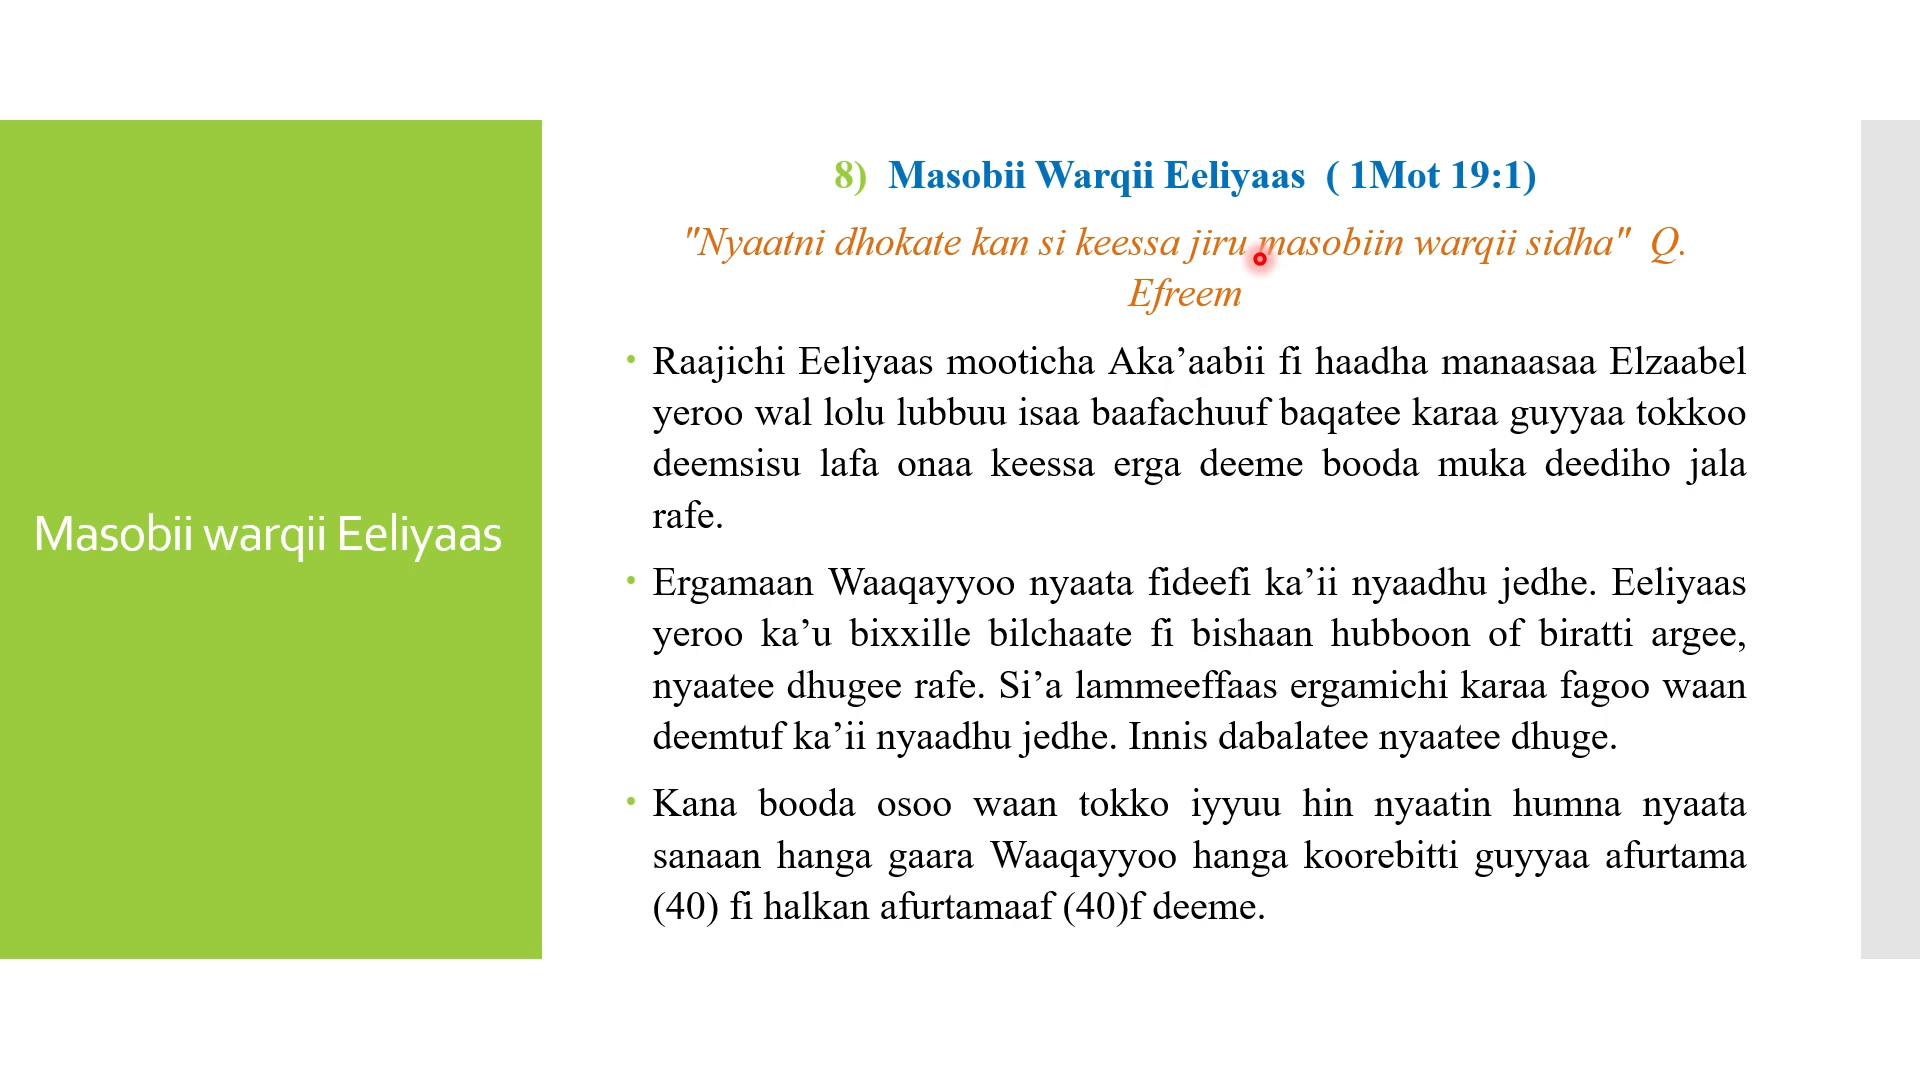 Masobii warqii Eeliyaas
8) Masobii Warqii Eeliyaas ( 1Mot 19:1)
"Nyaatni dhokate kan si keessa jiru masobiin warqii sidha" Q.
Efreem
• Raajichi Eeliyaas mooticha Aka’aabii fi haadha manaasaa Elzaabel
yeroo wal lolu lubbuu isaa baafachuuf baqatee karaa guyyaa tokkoo
deemsisu lafa onaa keessa erga deeme booda muka deediho jala
rafe.
• Ergamaan Waaqayyoo nyaata fideefi ka’ii nyaadhu jedhe. Eeliyaas
yeroo ka’u bixxille bilchaate fi bishaan hubboon of biratti argee,
nyaatee dhugee rafe. Si’a lammeeffaas ergamichi karaa fagoo waan
deemtuf ka’ii nyaadhu jedhe. Innis dabalatee nyaatee dhuge.
• Kana booda osoo waan tokko iyyuu hin nyaatin humna nyaata
sanaan hanga gaara Waaqayyoo hanga koorebitti guyyaa afurtama
(40) fi halkan afurtamaaf (40)f deeme.